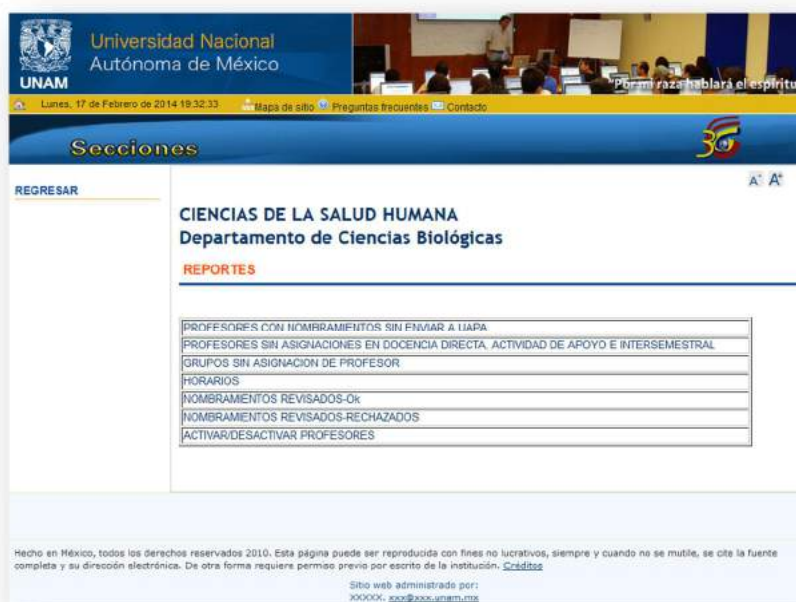 Universidad Nacional
Autónoma de México
UNAM
"Por mi raza hablará el espíritu
Lunes, 17 de Febrero de 2014 19:32:33 Mapa de sitio Preguntas frecuentes Contacto
Secciones
REGRESAR
A- A+
CIENCIAS DE LA SALUD HUMANA
Departamento de Ciencias Biológicas
REPORTES
PROFESORES CON NOMBRAMIENTOS SIN ENVIAR A UAPA
PROFESORES SIN ASIGNACIONES EN DOCENCIA DIRECTA, ACTIVIDAD DE APOYO E INTERSEMESTRAL
GRUPOS SIN ASIGNACION DE PROFESOR
HORARIOS
NOMBRAMIENTOS REVISADOS-Ok
NOMBRAMIENTOS REVISADOS-RECHAZADOS
ACTIVAR/DESACTIVAR PROFESORES
Hecho en México, todos los derechos reservados 2010. Esta página puede ser reproducida con fines no lucrativos, siempre y cuando no se mutile, se cite la fuente
completa y su dirección electrónica. De otra forma requiere permiso previo por escrito de la institución. Créditos
Sitio web administrado por:
XXXXX. xxx@xxx.unam.mx